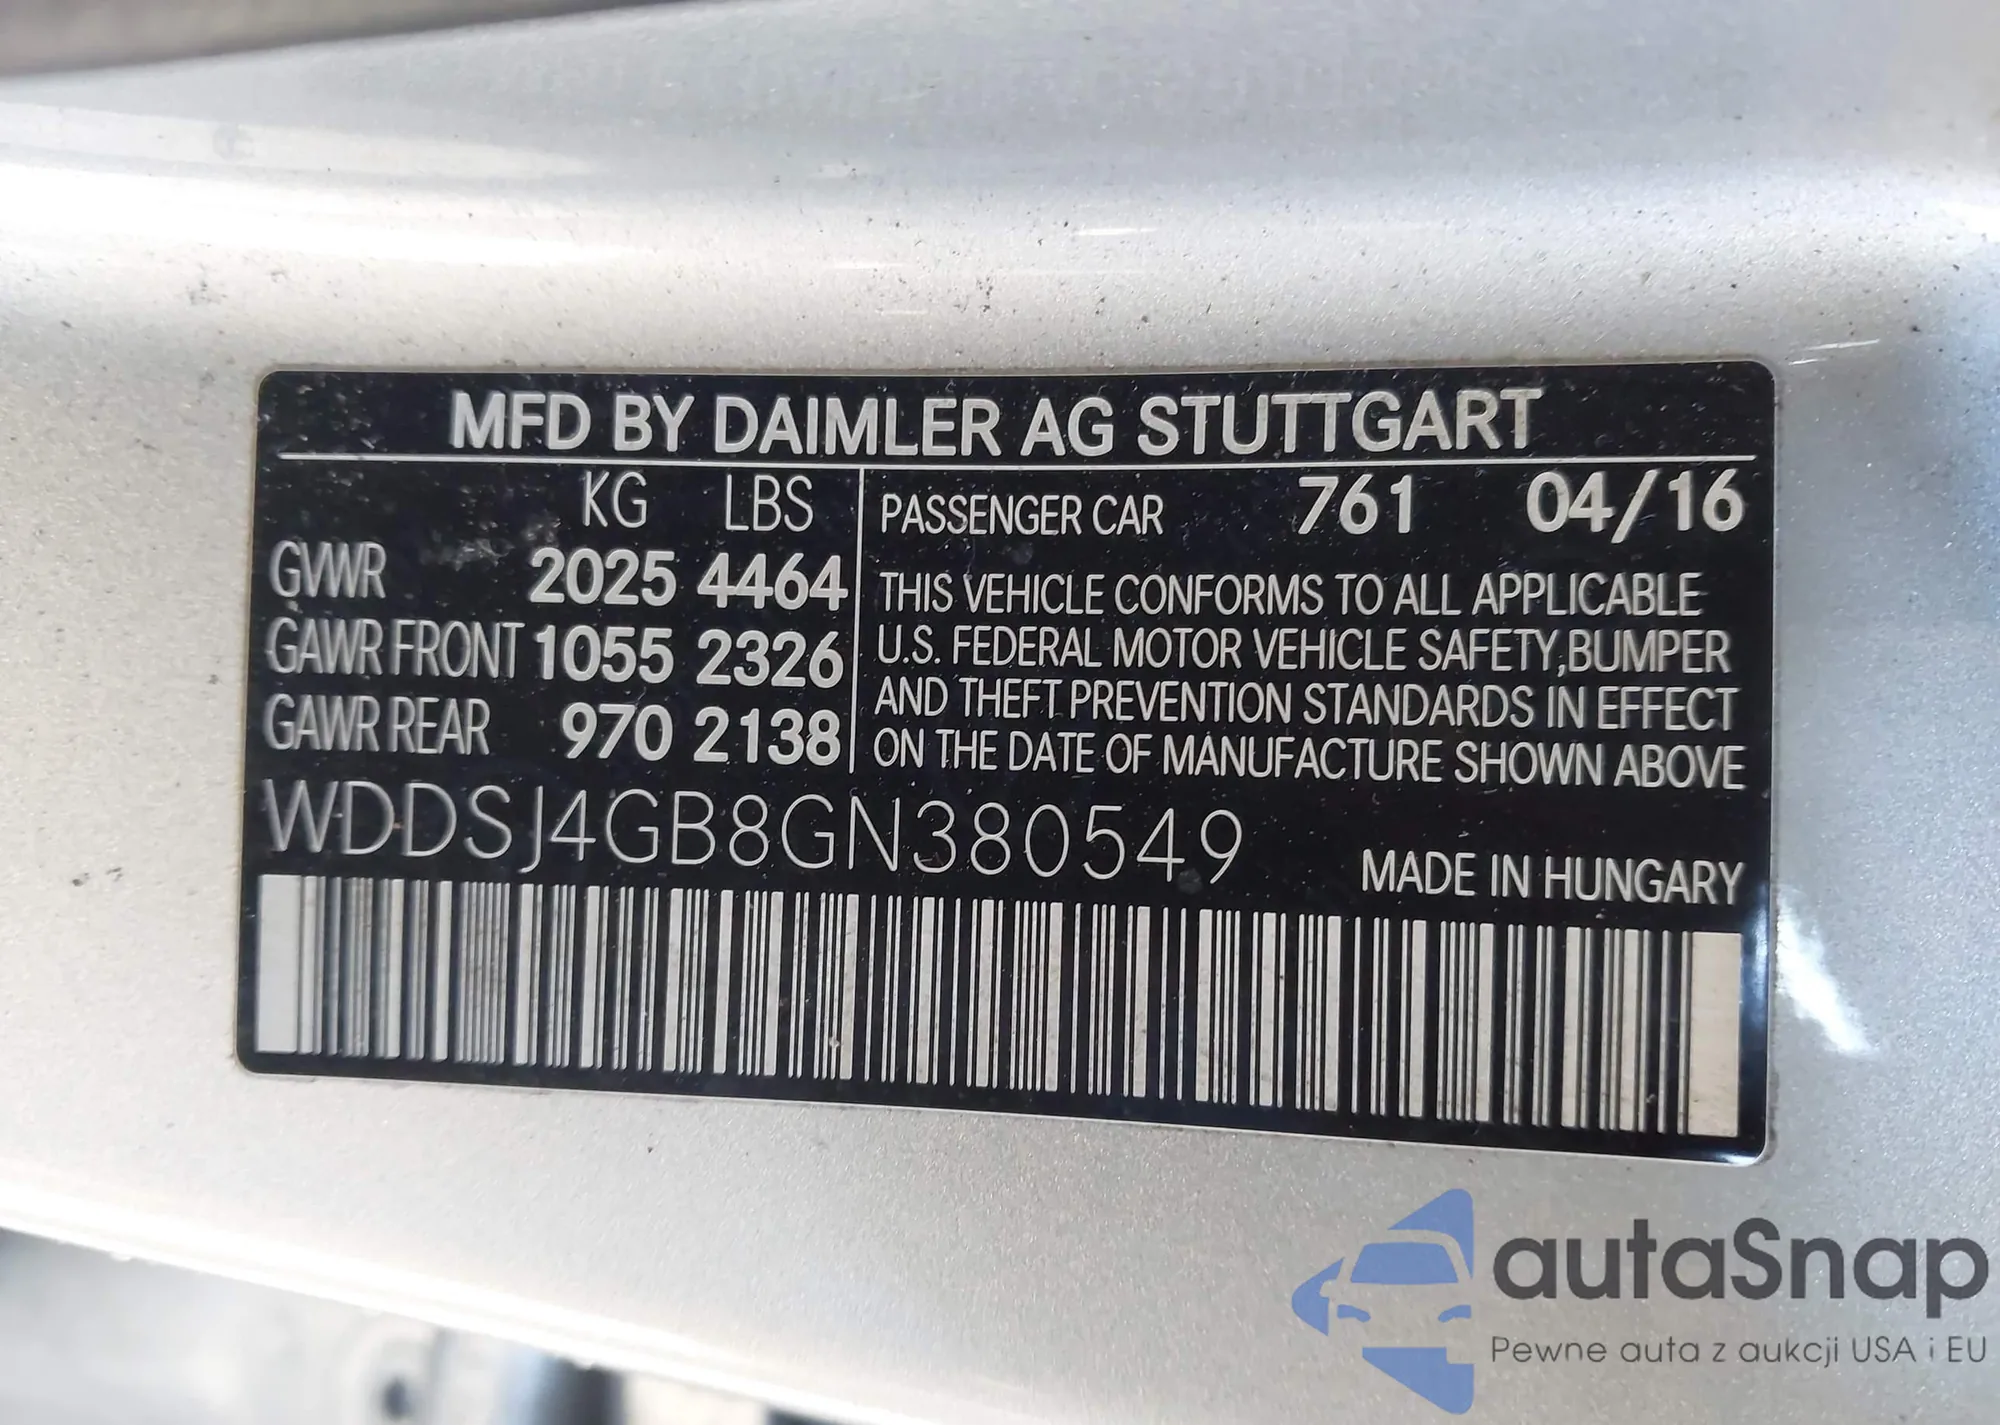 MFD BY DAIMLER AG STUTTGART
KG LBS
GVWR 2025 4464
GAWR FRONT 1055 2326
GAWR REAR 970 2138
PASSENGER CAR 761 04/16
THIS VEHICLE CONFORMS TO ALL APPLICABLE
U.S. FEDERAL MOTOR VEHICLE SAFETY,BUMPER
AND THEFT PREVENTION STANDARDS IN EFFECT
ON THE DATE OF MANUFACTURE SHOWN ABOVE
WDDSJ4GB8GN380549
MADE IN HUNGARY
autaSnap
Pewne auta z aukcji USA i EU